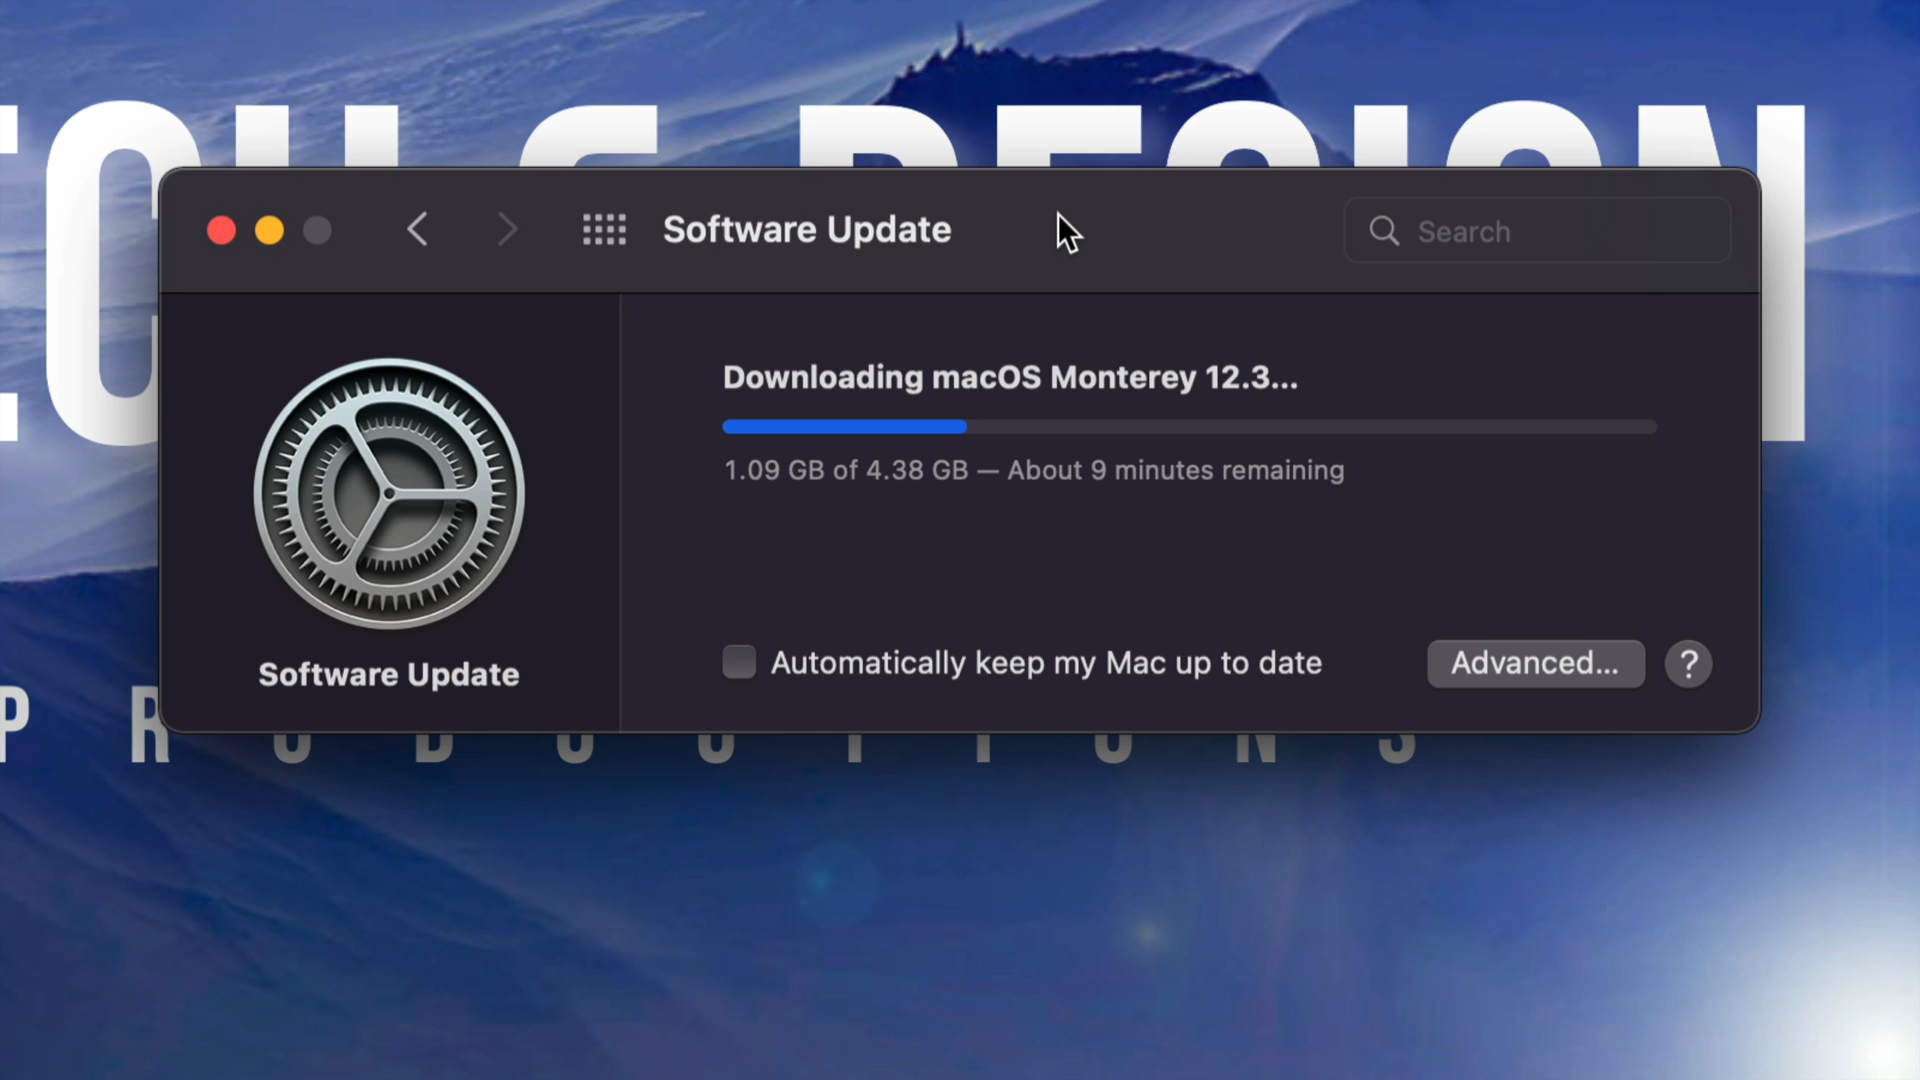 Software Update
Search
Downloading macOS Monterey 12.3...
1.09 GB of 4.38 GB — About 9 minutes remaining
Automatically keep my Mac up to date
Advanced...
?
Software Update
PRODUCTIONS